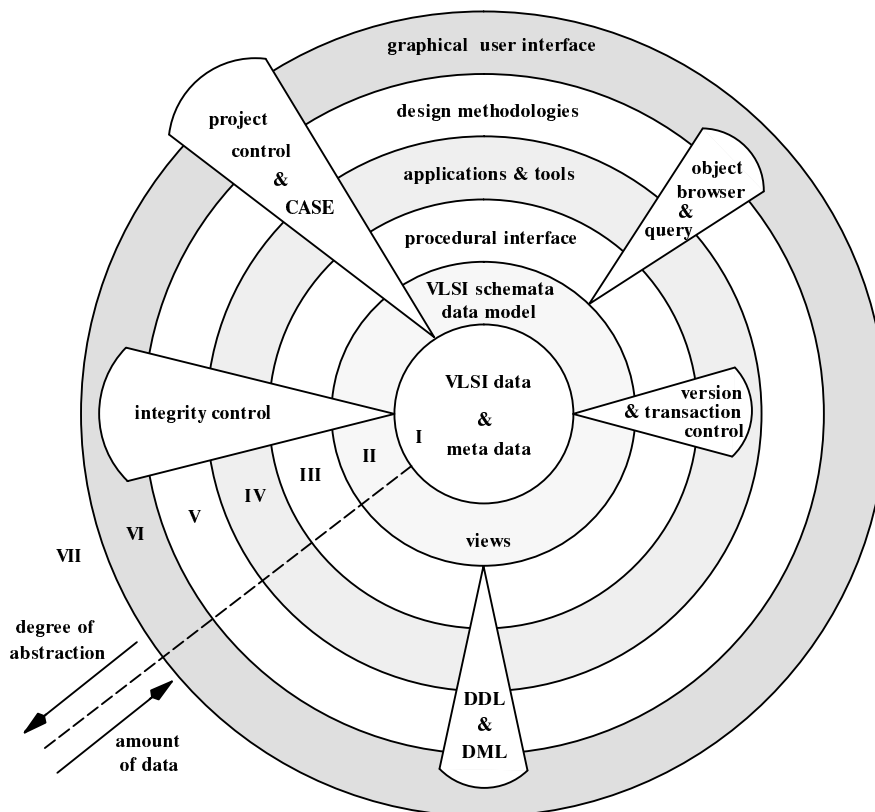 graphical user interface
design methodologies
applications & tools
procedural interface
VLSI schemata
data model
VLSI data
&
meta data
project
control
&
CASE
object
browser
&
query
integrity control
version
& transaction
control
I
II
III
IV
V
VI
VII
views
DDL
&
DML
degree of
abstraction
amount
of data